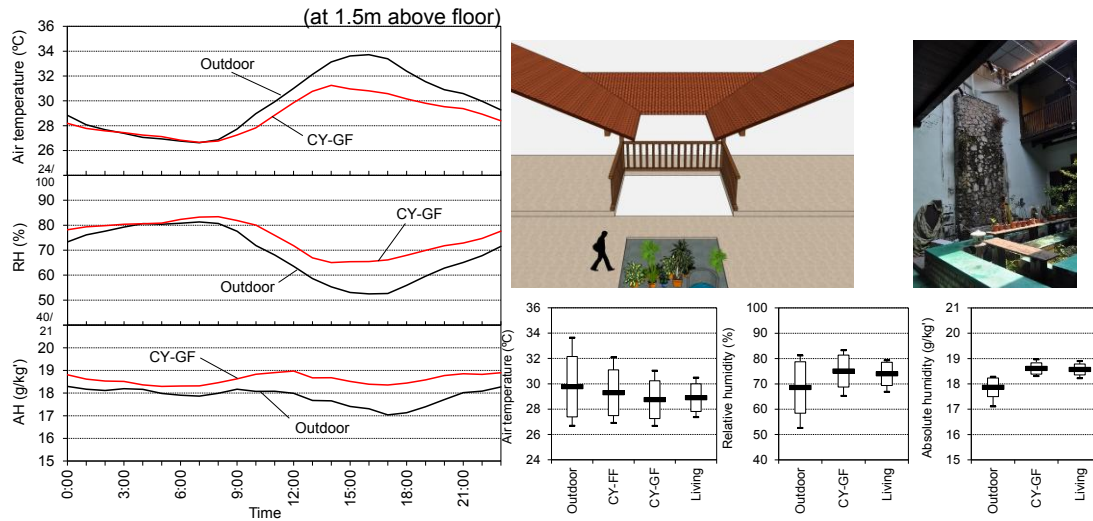 (at 1.5m above floor)
Air temperature (ºC)
36
34
32
30
28
26
24/
Outdoor
CY-GF
RH (%)
100
90
80
70
60
50
40/
CY-GF
Outdoor
AH (g/kg')
21
20
19
18
17
16
15
CY-GF
Outdoor
0:00
3:00
6:00
9:00
12:00
15:00
18:00
21:00
Time
Air temperature (ºC)
36
34
32
30
28
26
24
Outdoor
CY-FF
CY-GF
Living
Relative humidity (%)
100
90
80
70
60
50
40
Outdoor
CY-GF
Living
Absolute humidity (g/kg')
21
20
19
18
17
16
15
Outdoor
CY-GF
Living